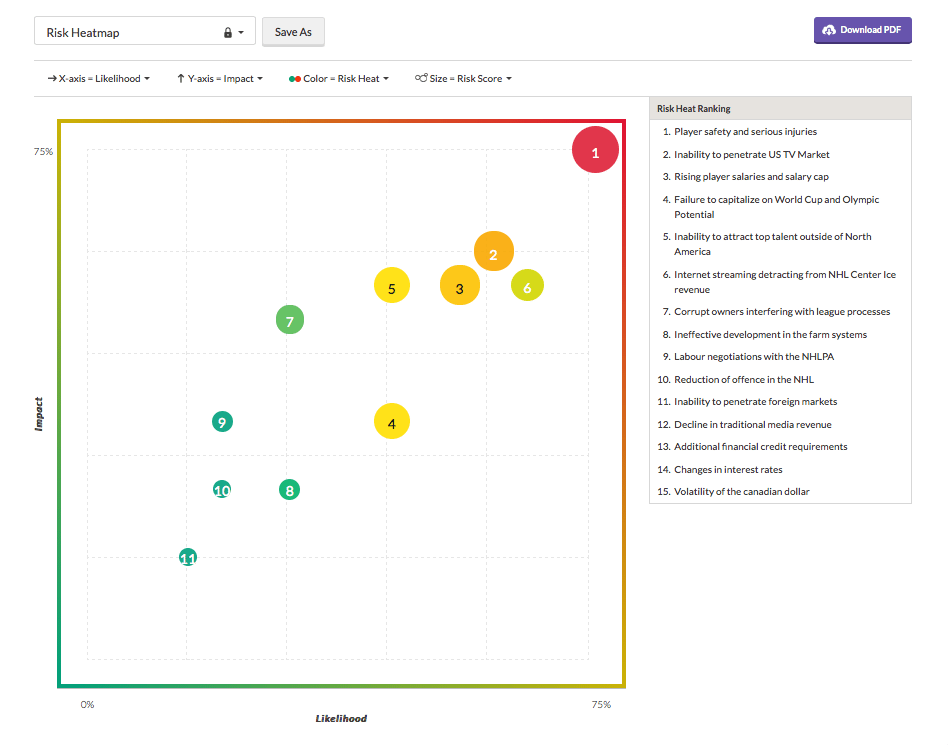 Risk Heatmap
Save As
Download PDF
X-axis = Likelihood
Y-axis = Impact
Color = Risk Heat
Size = Risk Score
Risk Heat Ranking
1. Player safety and serious injuries
2. Inability to penetrate US TV Market
3. Rising player salaries and salary cap
4. Failure to capitalize on World Cup and Olympic
Potential
5. Inability to attract top talent outside of North
America
6. Internet streaming detracting from NHL Center Ice
revenue
7. Corrupt owners interfering with league processes
8. Ineffective development in the farm systems
9. Labour negotiations with the NHLPA
10. Reduction of offence in the NHL
11. Inability to penetrate foreign markets
12. Decline in traditional media revenue
13. Additional financial credit requirements
14. Changes in interest rates
15. Volatility of the canadian dollar
75%
1
2
5
3
6
7
9
4
10
8
11
Impact
0%
75%
Likelihood